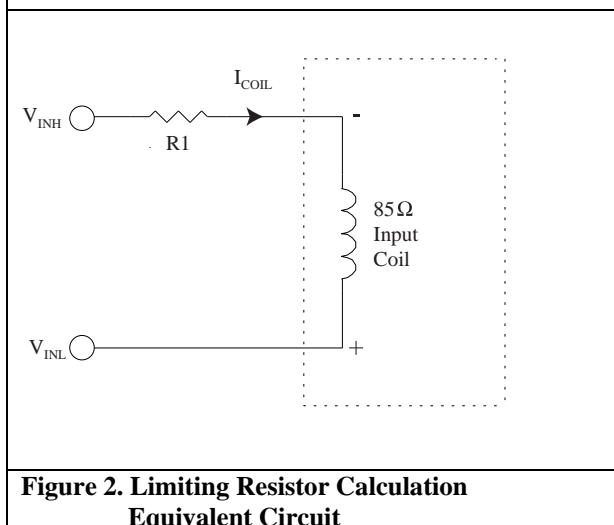 I_COIL
V_INH
R1
-
85Ω
Input
Coil
V_INL
+
Figure 2. Limiting Resistor Calculation
Equivalent Circuit